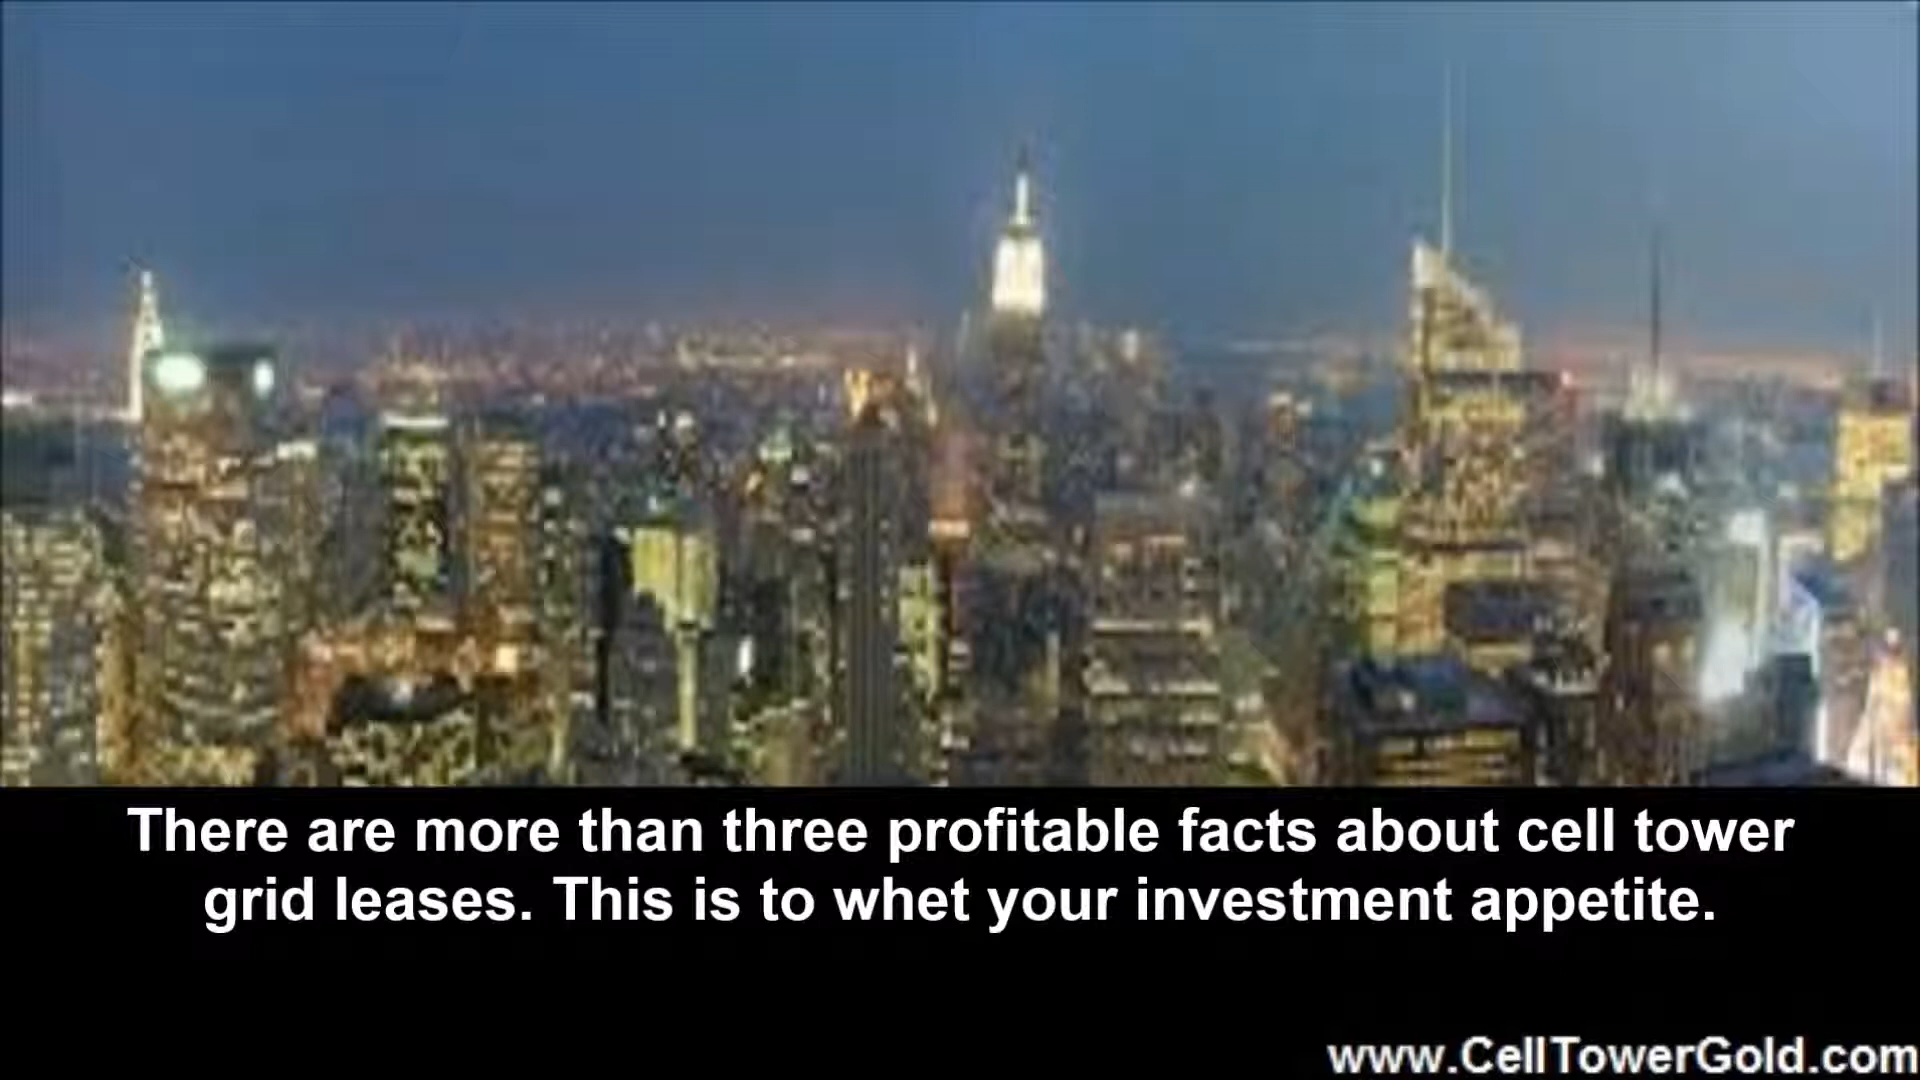 There are more than three profitable facts about cell tower
grid leases. This is to whet your investment appetite.
www.CellTowerGold.com